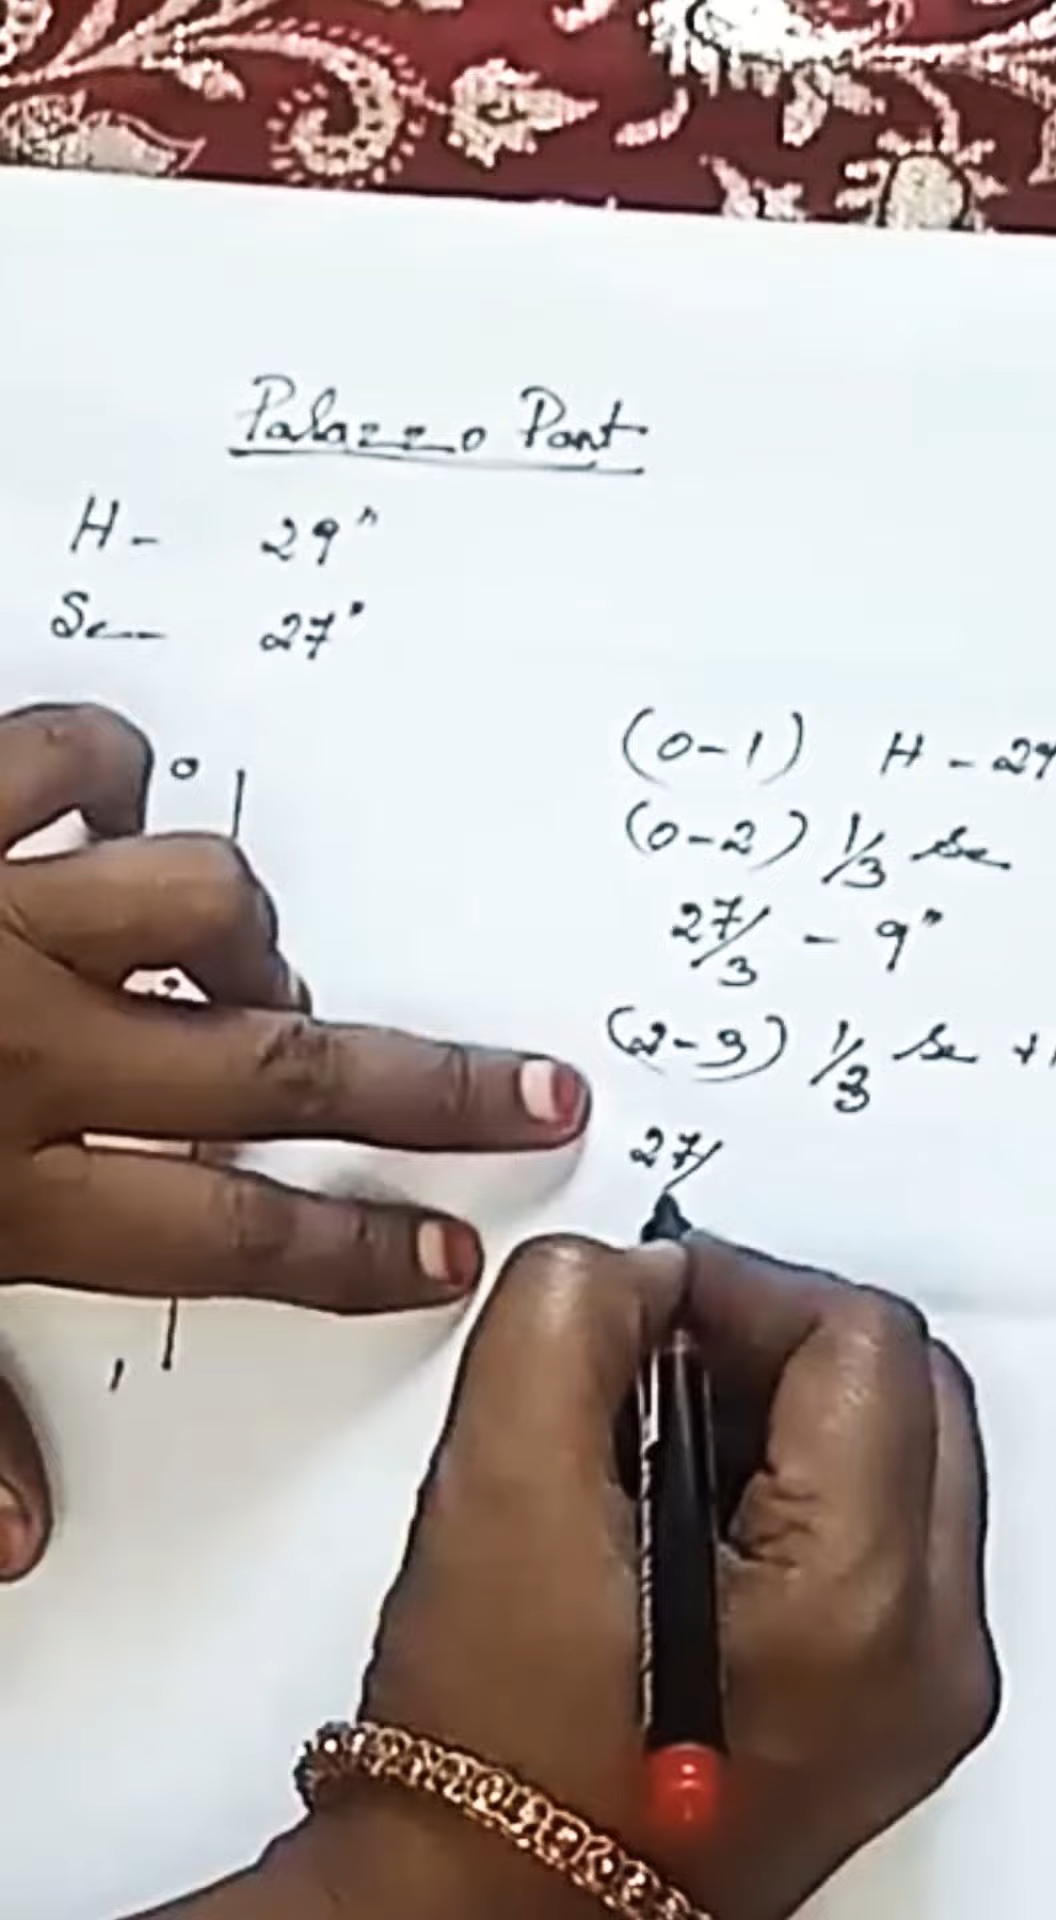 Palazzo Pant
H - 29"
Se - 27"
0
1
(0-1) H - 29
(0-2) 1/3 Se
27/3 - 9"
(2-3) 1/3 Se +1
27/